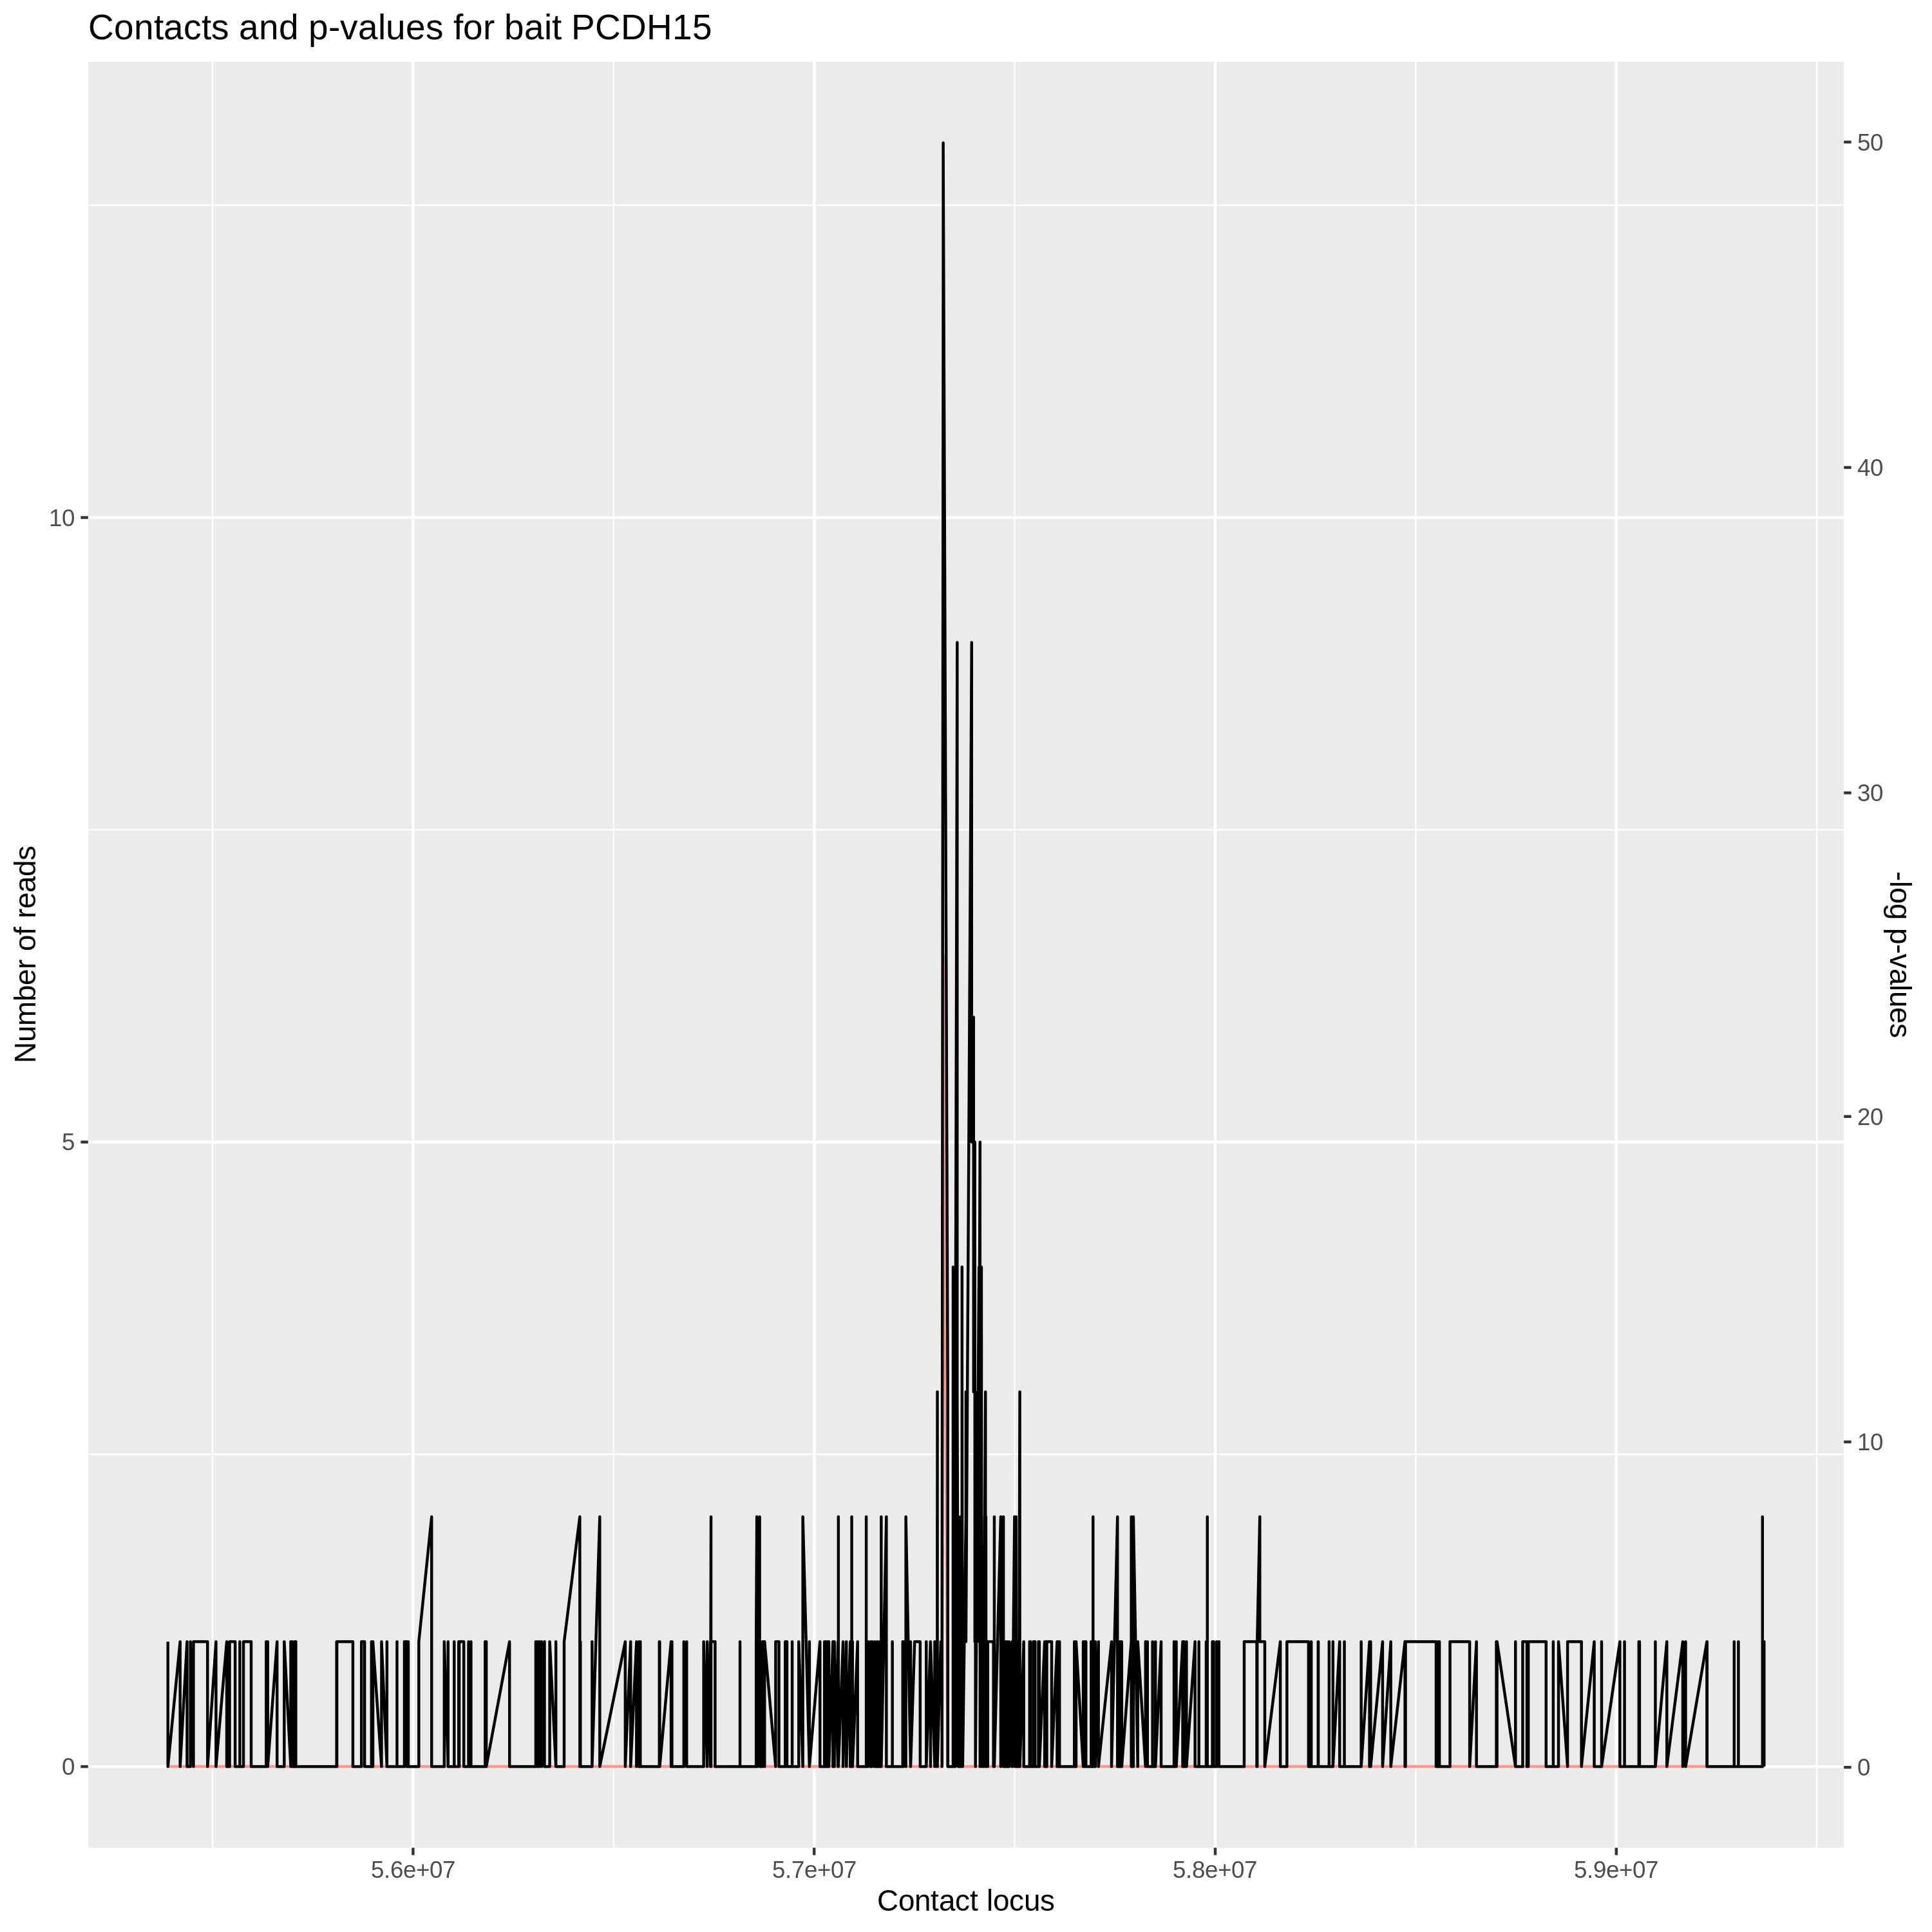 Contacts and p-values for bait PCDH15
50
40
10
30
Number of reads
-log p-values
5
20
10
0
0
5.6e+07
5.7e+07
5.8e+07
5.9e+07
Contact locus